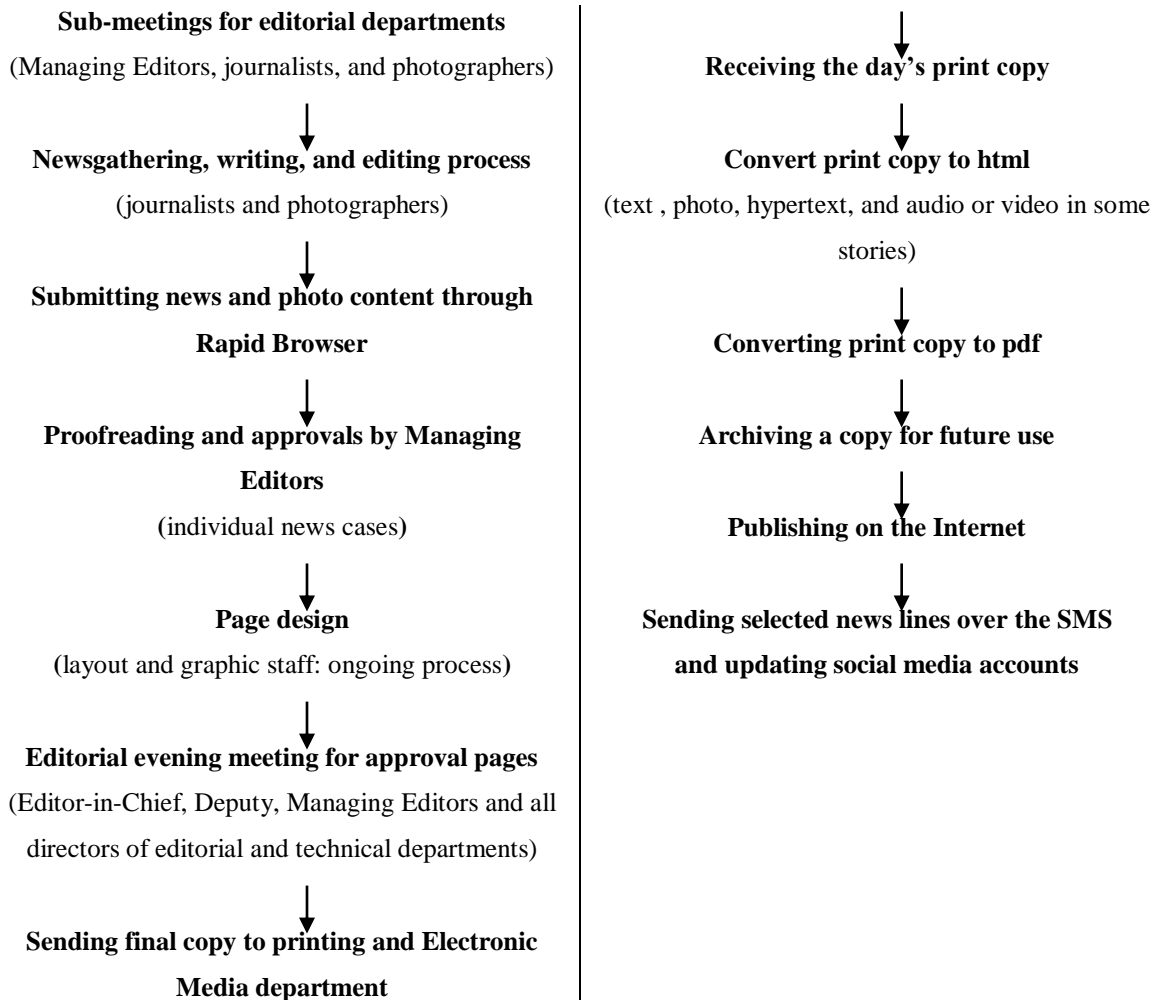 Sub-meetings for editorial departments
(Managing Editors, journalists, and photographers)
Newsgathering, writing, and editing process
(journalists and photographers)
Submitting news and photo content through
Rapid Browser
Proofreading and approvals by Managing
Editors
(individual news cases)
Page design
(layout and graphic staff: ongoing process)
Editorial evening meeting for approval pages
(Editor-in-Chief, Deputy, Managing Editors and all
directors of editorial and technical departments)
Sending final copy to printing and Electronic
Media department
Receiving the day’s print copy
Convert print copy to html
(text , photo, hypertext, and audio or video in some
stories)
Converting print copy to pdf
Archiving a copy for future use
Publishing on the Internet
Sending selected news lines over the SMS
and updating social media accounts